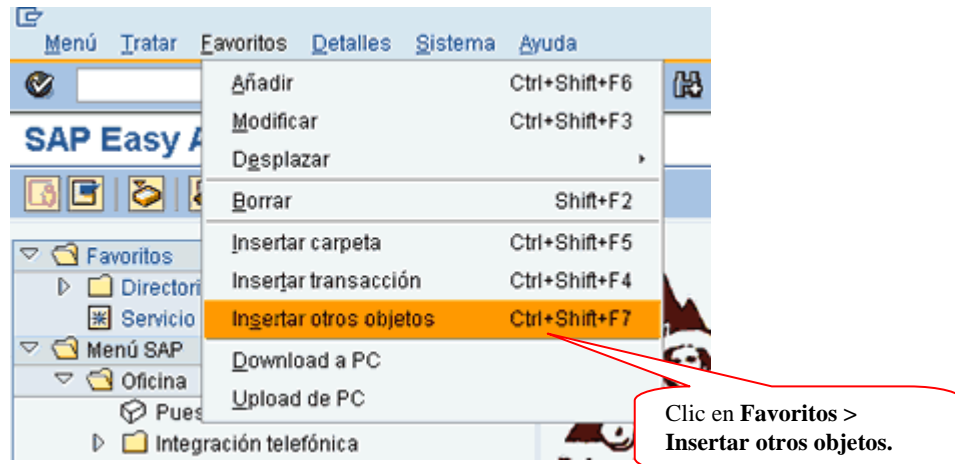 Menú Tratar Favoritos Detalles Sistema Ayuda
Añadir Ctrl+Shift+F6
Modificar Ctrl+Shift+F3
SAP Easy
Desplazar
Borrar Shift+F2
Insertar carpeta Ctrl+Shift+F5
Favoritos
Insertar transacción Ctrl+Shift+F4
Directori
Insertar otros objetos Ctrl+Shift+F7
Servicio
Menú SAP
Download a PC
Oficina
Upload de PC
Pues
Integración telefónica
Clic en Favoritos >
Insertar otros objetos.